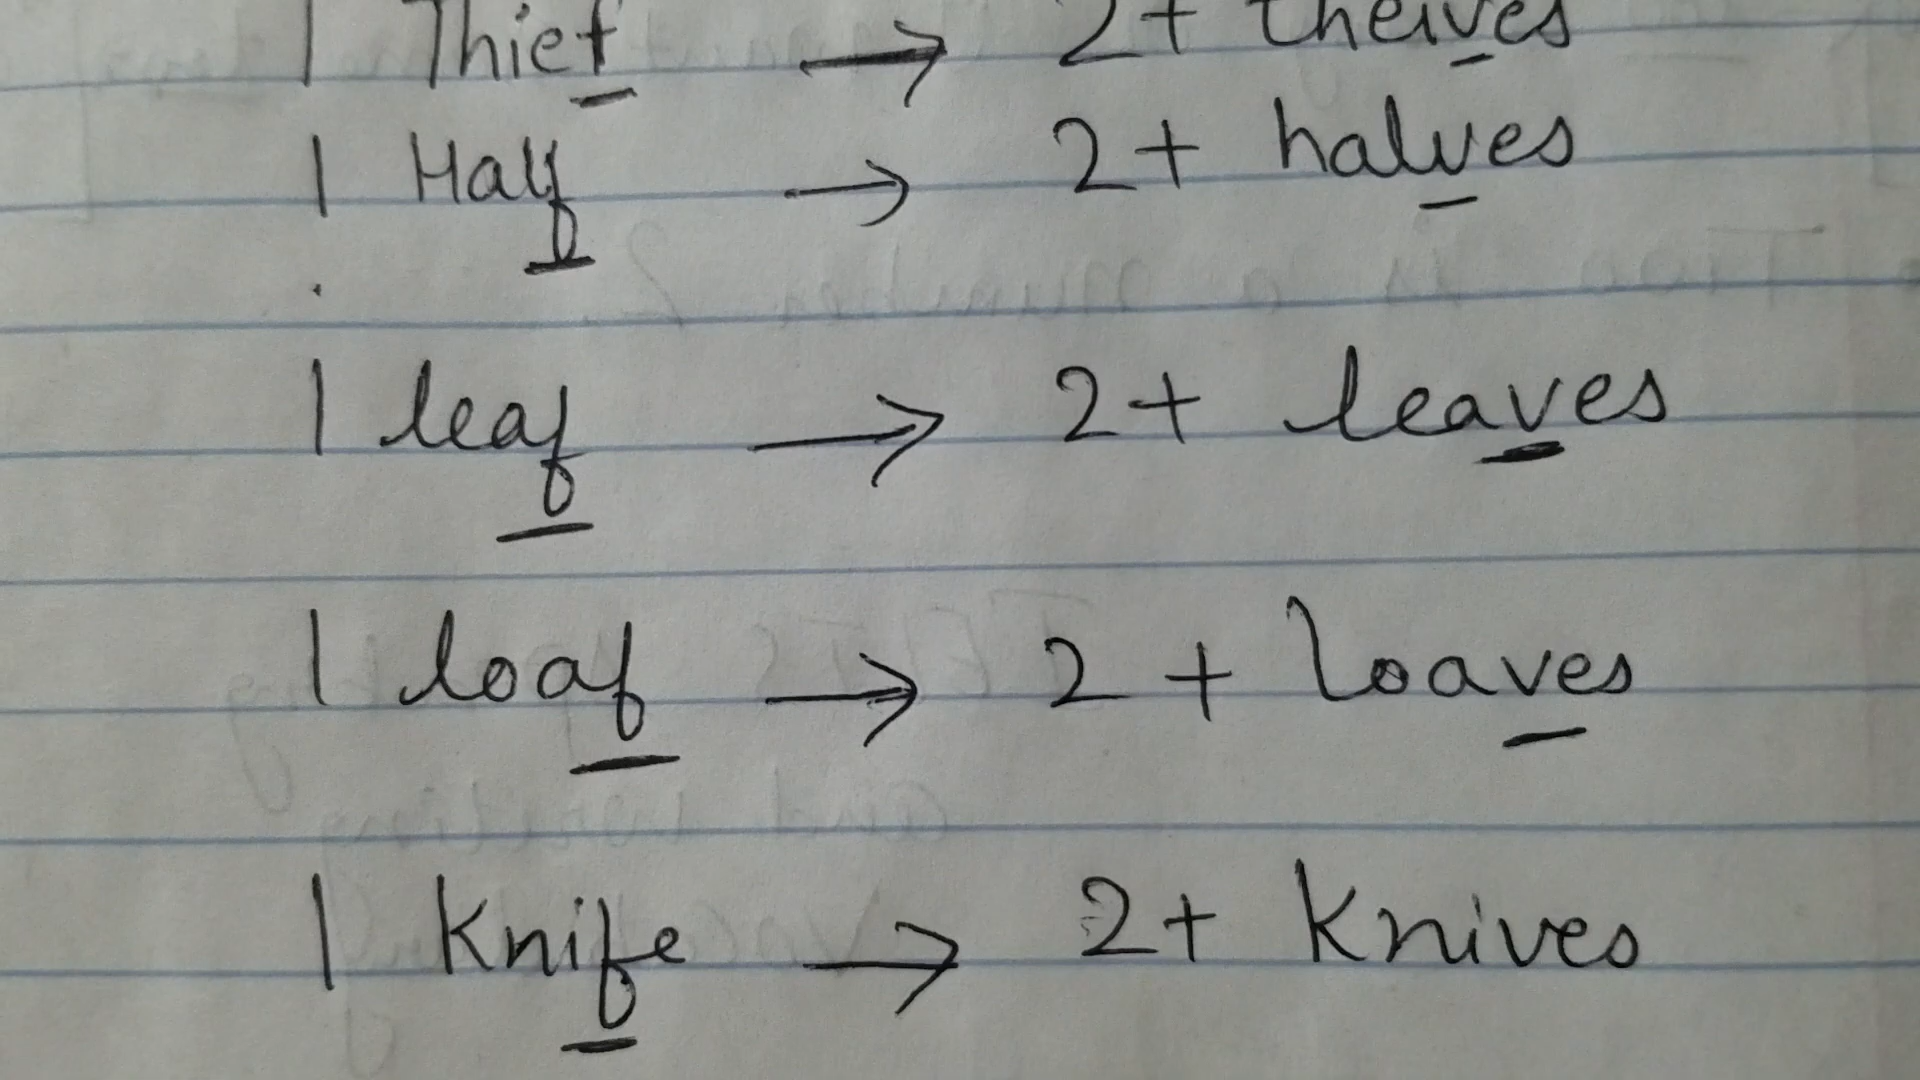 1 Thief → 2+ theives
1 Half → 2+ halves
1 leaf → 2+ leaves
1 loaf → 2+ loaves
1 Knife → 2+ Knives